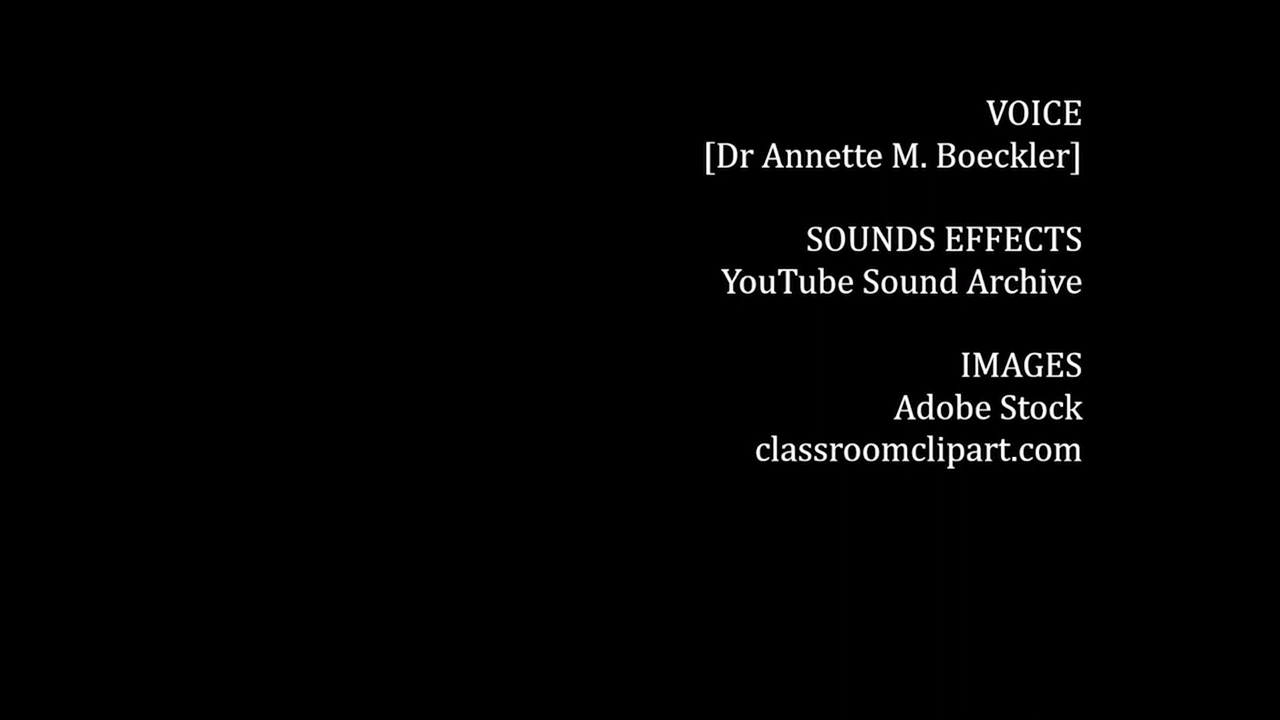 VOICE
[Dr Annette M. Boeckler]
SOUNDS EFFECTS
YouTube Sound Archive
IMAGES
Adobe Stock
classroomclipart.com